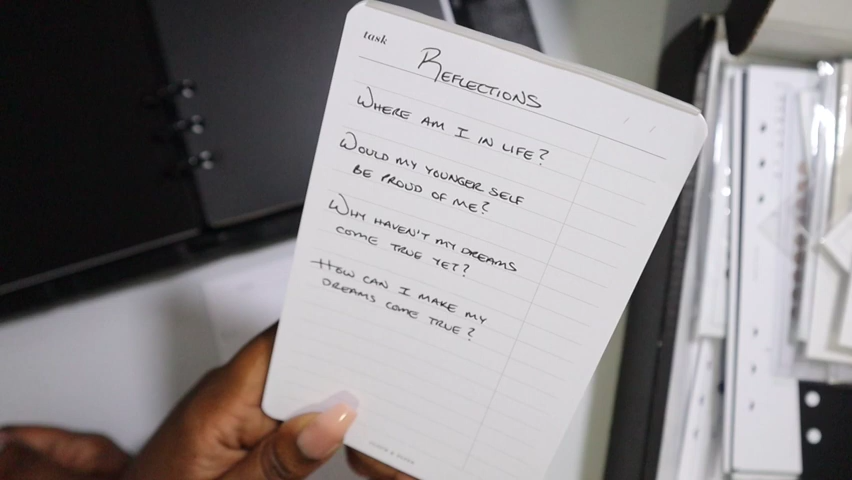 task
REFLECTIONS
WHERE AM I IN LIFE?
WOULD MY YOUNGER SELF
BE PROUD OF ME?
WHY HAVEN'T MY DREAMS
COME TRUE YET?
HOW CAN I MAKE MY
DREAMS COME TRUE?